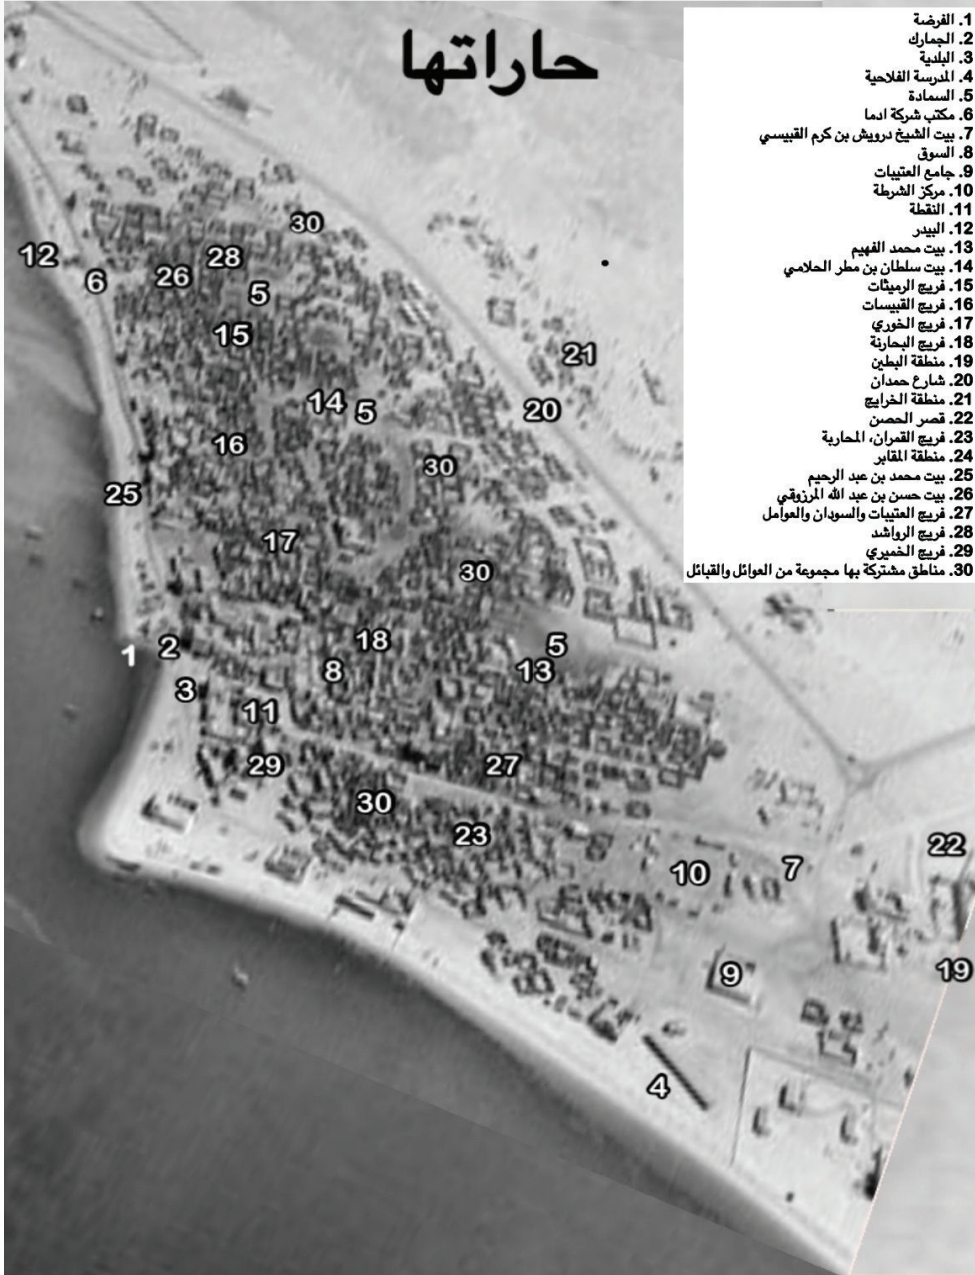 حاراتها
1. الفرضة
2. الجمارك
3. البلدية
4. المدرسة الفلاحية
5. السمادة
6. مكتب شركة ادما
7. بيت الشيخ درويش بن كرم القبيسي
8. السوق
9. جامع العتيبات
10. مركز الشرطة
11. النقطة
12. البيدر
13. بيت محمد الفهيم
14. بيت سلطان بن مطر الحلامي
15. فريج الرميثات
16. فريج القبيسات
17. فريج الخوري
18. فريج البحارنة
19. منطقة البطين
20. شارع حمدان
21. منطقة الخرايج
22. قصر الحصن
23. فريج القمران، المحاربة
24. منطقة المقابر
25. بيت محمد بن عبد الرحيم
26. بيت حسن بن عبد الله المرزوقي
27. فريج العتيبات والسودان والعوامل
28. فريج الرواشد
29. فريج الخميري
30. مناطق مشتركة بها مجموعة من العوائل والقبائل
30
28
12
26
6
5
15
21
14
5
20
16
30
25
17
30
18
5
1
2
8
13
3
11
29
27
30
23
22
10
7
9
19
4